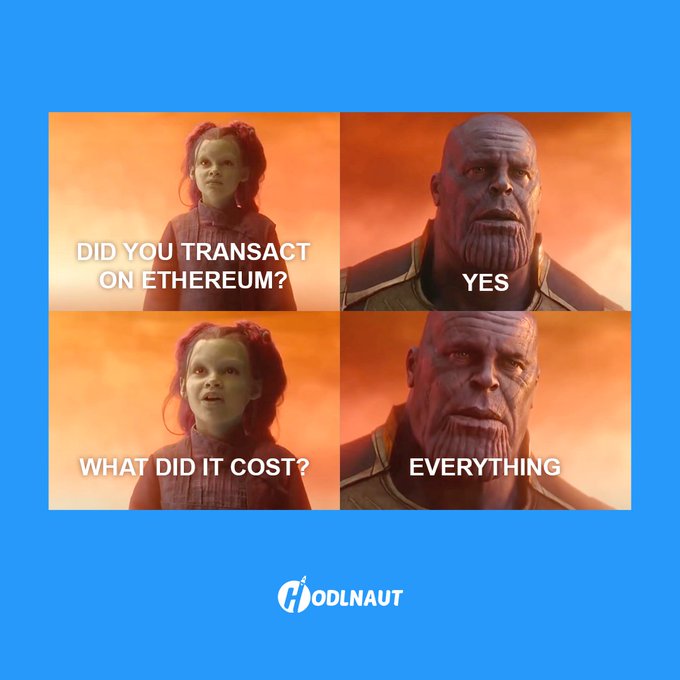 DID YOU TRANSACT
ON ETHEREUM?
YES
WHAT DID IT COST?
EVERYTHING
HODLNAUT